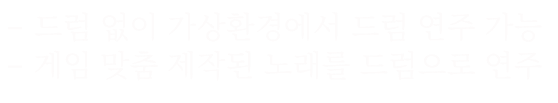 - 드럼 없이 가상환경에서 드럼 연주 가능
- 게임 맞춤 제작된 노래를 드럼으로 연주